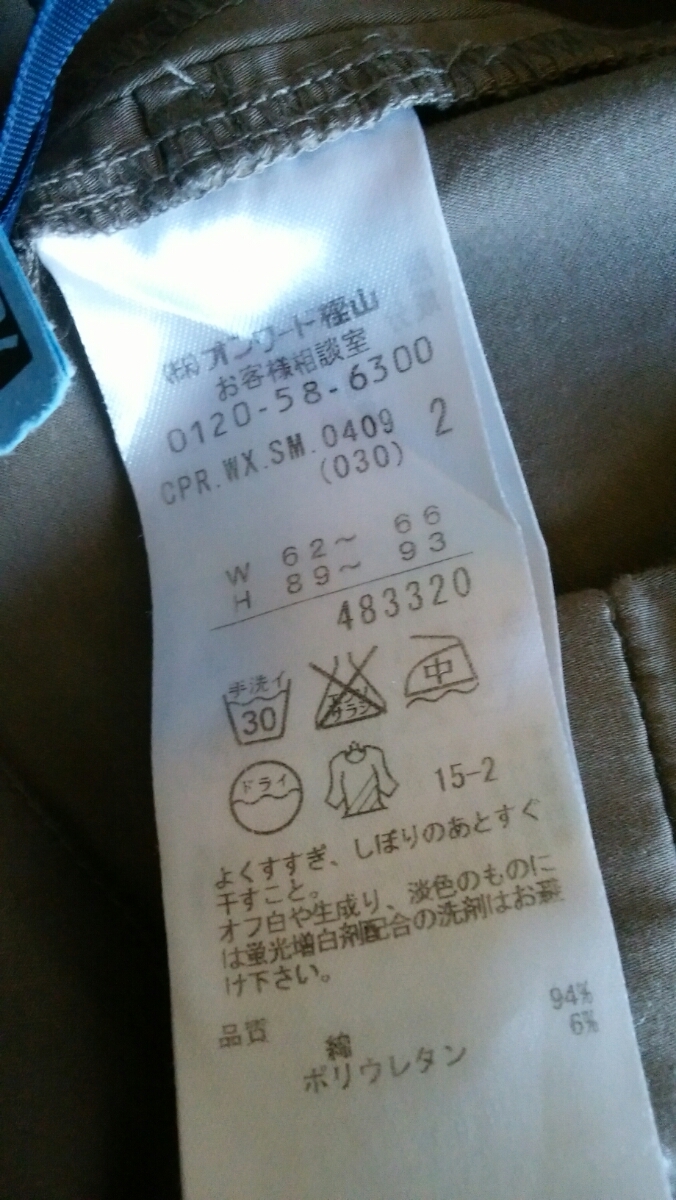 ㈱オンワード樫山
お客様相談室
0120-58-6300
CPR.WX.SM.0409 2
(030)
W 62～ 66
H 89～ 93
483320
手洗イ
30
エンソ
サラシ
中
ドライ
15-2
よくすすぎ、しぼりのあとすぐ
干すこと。
オフ白や生成り、淡色のものに
は蛍光増白剤配合の洗剤はお避
け下さい。
品質 綿 94%
ポリウレタン 6%